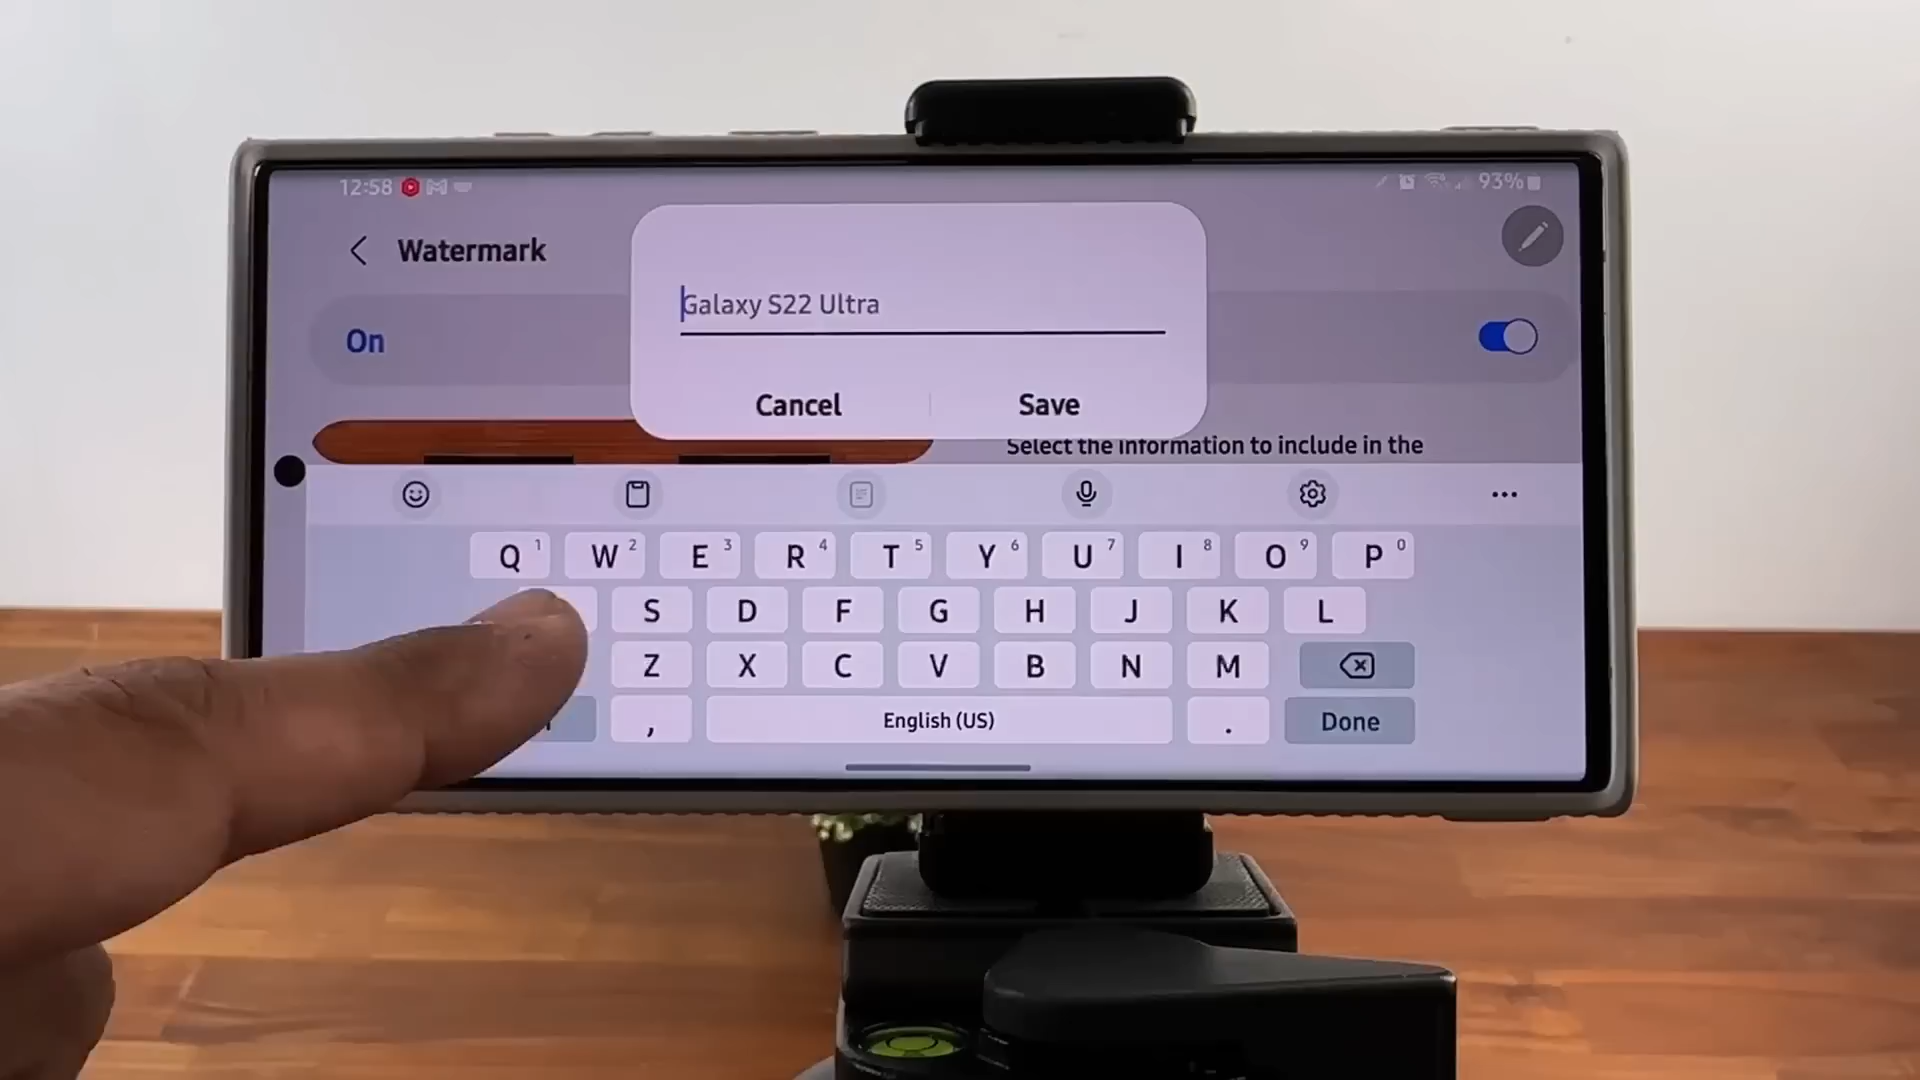 12:58
93%
Watermark
On
Galaxy S22 Ultra
Cancel
Save
Select the information to include in the
Q 1 W 2 E 3 R 4 T 5 Y 6 U 7 I 8 O 9 P 0
S D F G H J K L
Z X C V B N M
, English (US) . Done